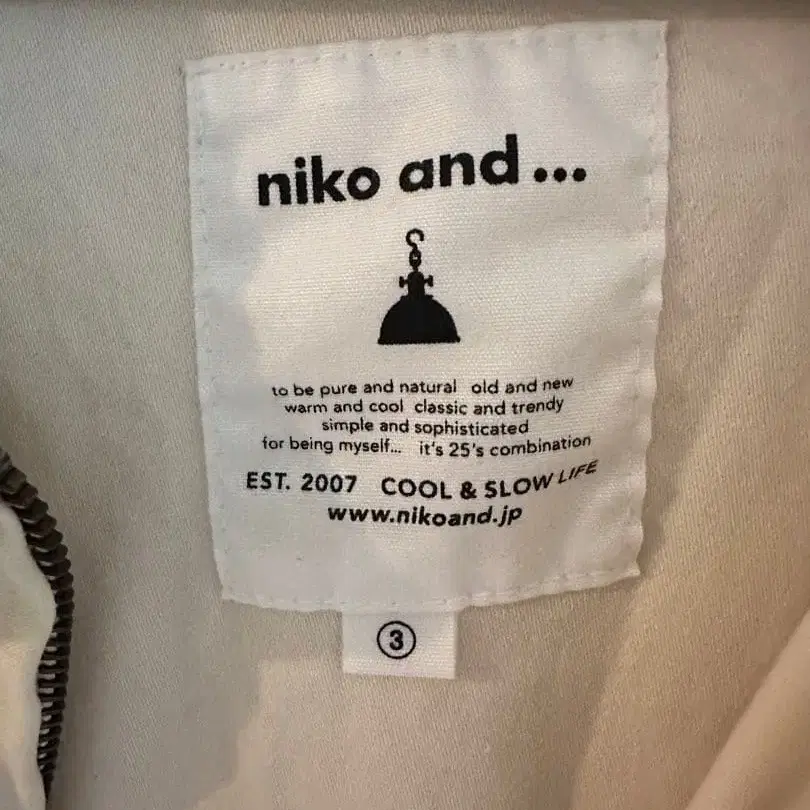 niko and ...
to be pure and natural old and new
warm and cool classic and trendy
simple and sophisticated
for being myself... it's 25's combination
EST. 2007 COOL & SLOW LIFE
www.nikoand.jp
③